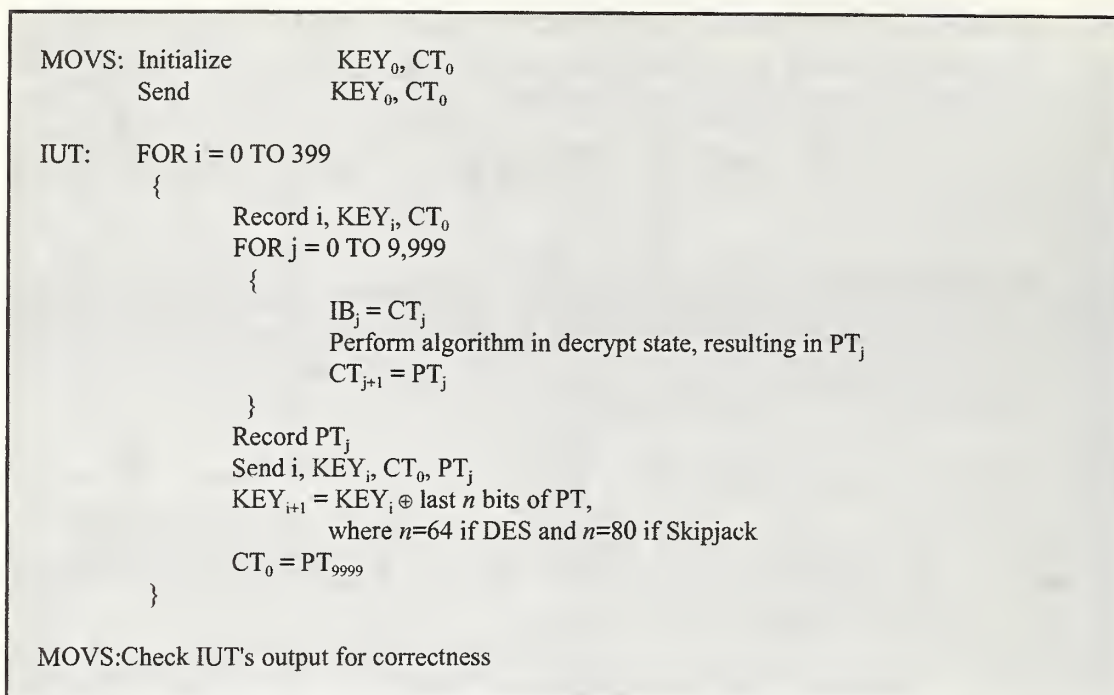 MOVS: Initialize KEY₀, CT₀
Send KEY₀, CT₀
IUT: FOR i = 0 TO 399
{
Record i, KEYᵢ, CT₀
FOR j = 0 TO 9,999
{
IBⱼ = CTⱼ
Perform algorithm in decrypt state, resulting in PTⱼ
CTⱼ₊₁ = PTⱼ
}
Record PTⱼ
Send i, KEYᵢ, CT₀, PTⱼ
KEYᵢ₊₁ = KEYᵢ ⊕ last n bits of PT,
where n=64 if DES and n=80 if Skipjack
CT₀ = PT₉₉₉₉
}
MOVS:Check IUT's output for correctness